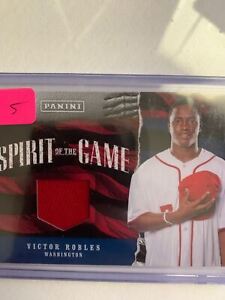 5
PANINI
SPIRIT OF THE GAME
VICTOR ROBLES
WASHINGTON